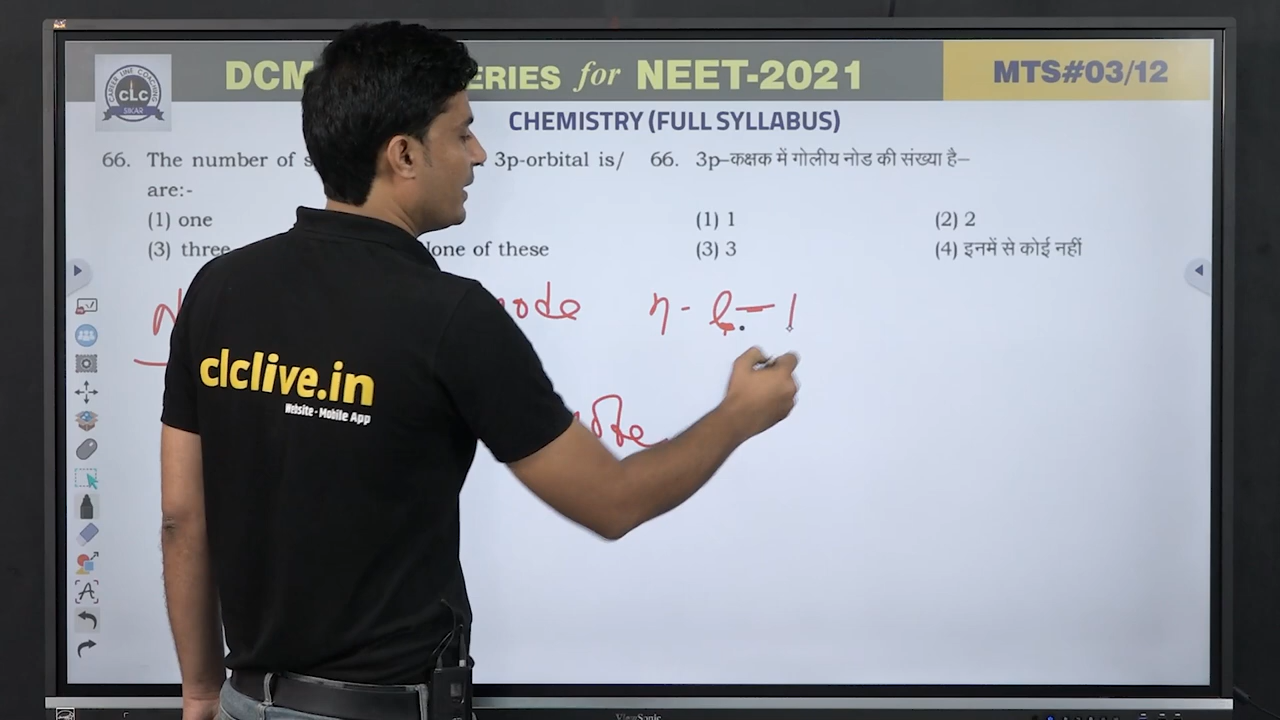 DCM ERIES for NEET-2021
MTS#03/12
CLC
SIKAR
CHEMISTRY (FULL SYLLABUS)
66. The number of 3p-orbital is/
are:-
(1) one
(3) three one of these
66. 3p–कक्षक में गोलीय नोड की संख्या है–
(1) 1 (2) 2
(3) 3 (4) इनमें से कोई नहीं
node n - l - 1
clclive.in
Website • Mobile App
ViewSonic